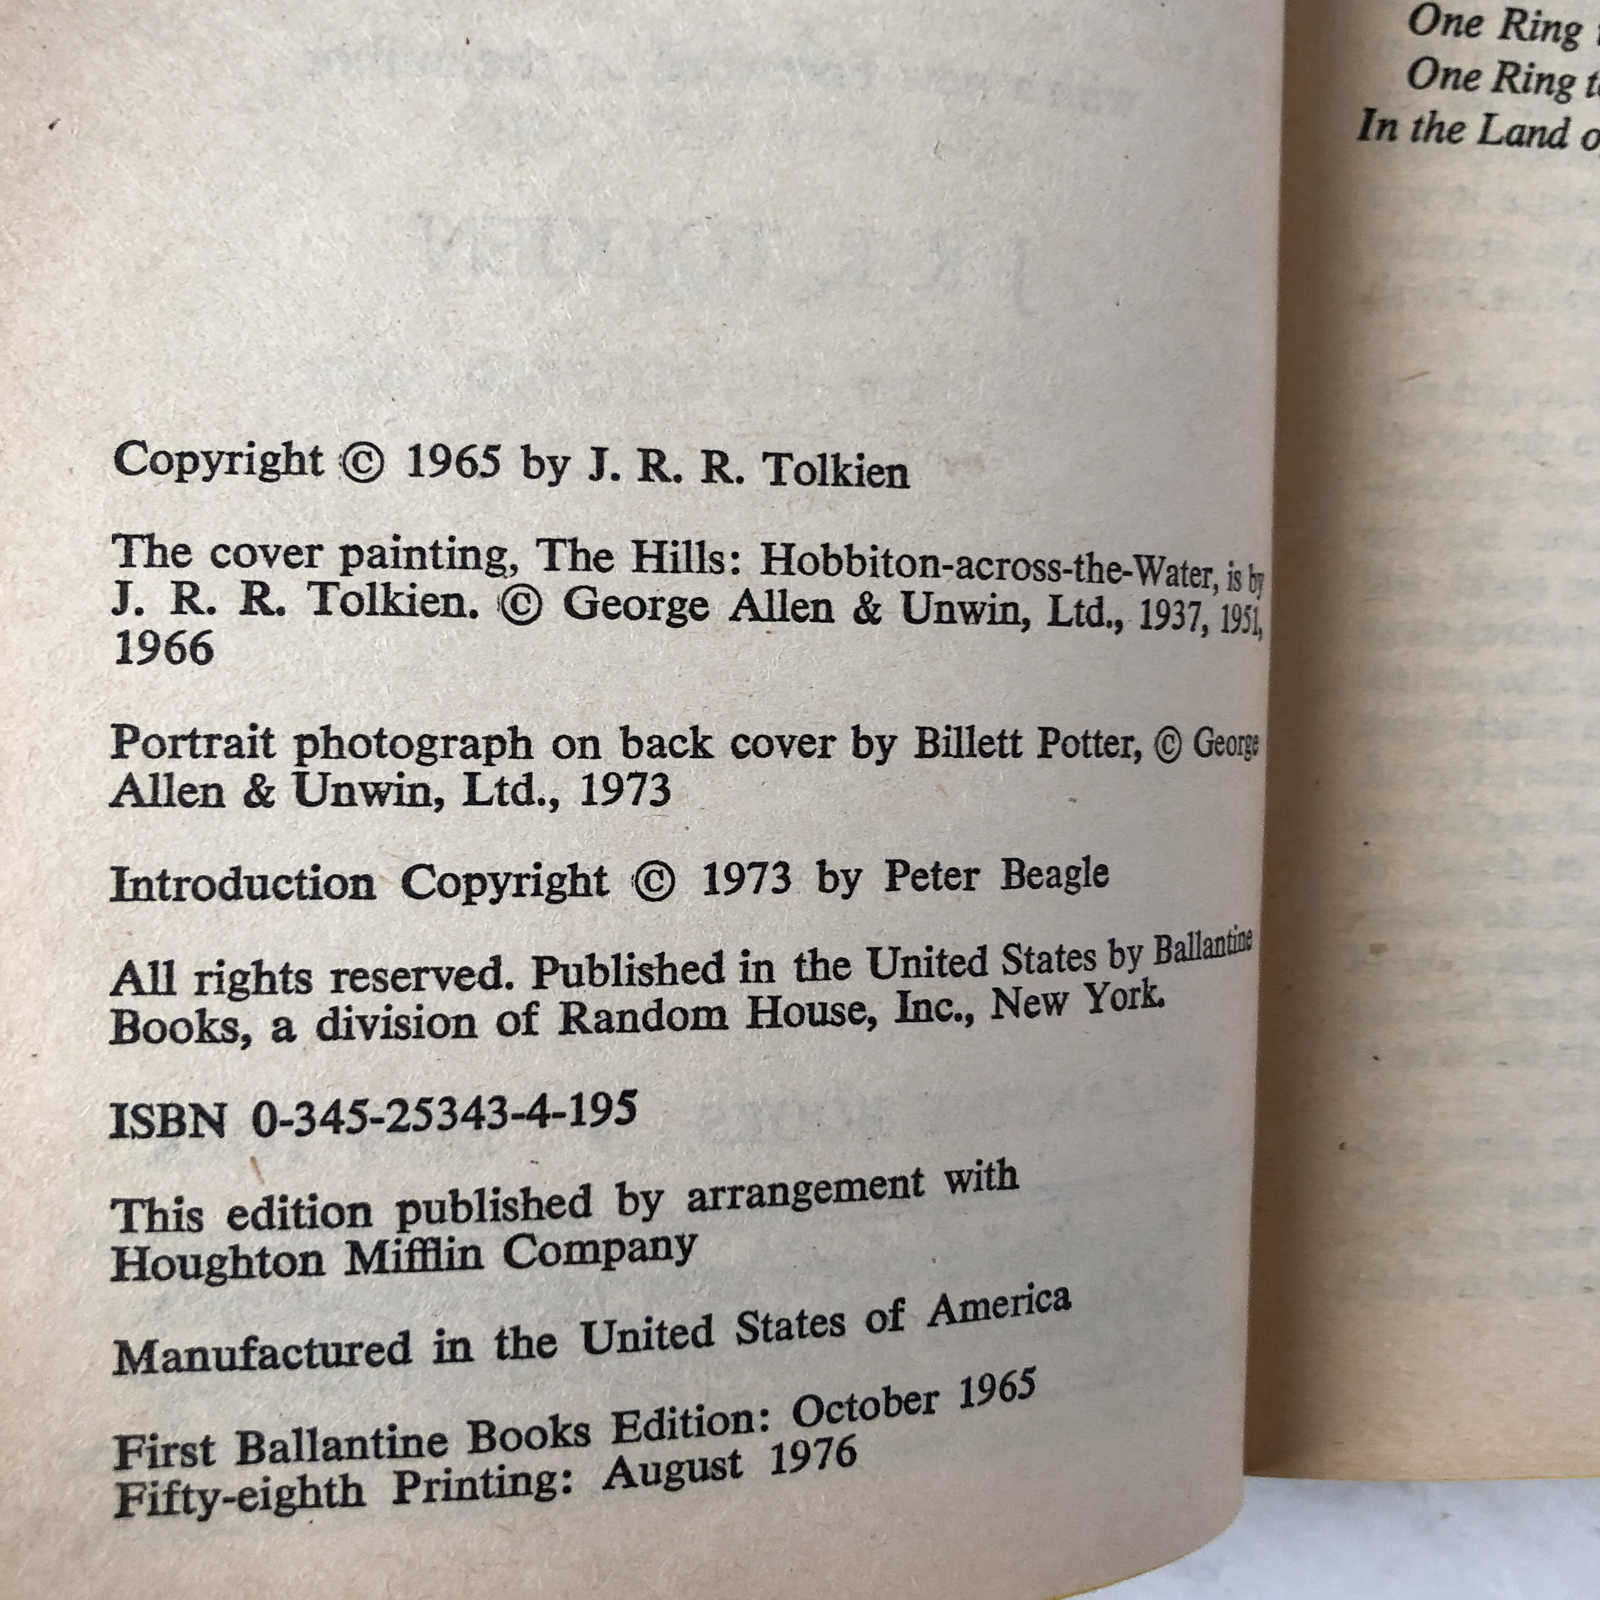 Copyright © 1965 by J. R. R. Tolkien
The cover painting, The Hills: Hobbiton-across-the-Water, is by
J. R. R. Tolkien. © George Allen & Unwin, Ltd., 1937, 1951,
1966
Portrait photograph on back cover by Billett Potter, © George
Allen & Unwin, Ltd., 1973
Introduction Copyright © 1973 by Peter Beagle
All rights reserved. Published in the United States by Ballantine
Books, a division of Random House, Inc., New York.
ISBN 0-345-25343-4-195
This edition published by arrangement with
Houghton Mifflin Company
Manufactured in the United States of America
First Ballantine Books Edition: October 1965
Fifty-eighth Printing: August 1976
One Ring
One Ring
In the Land